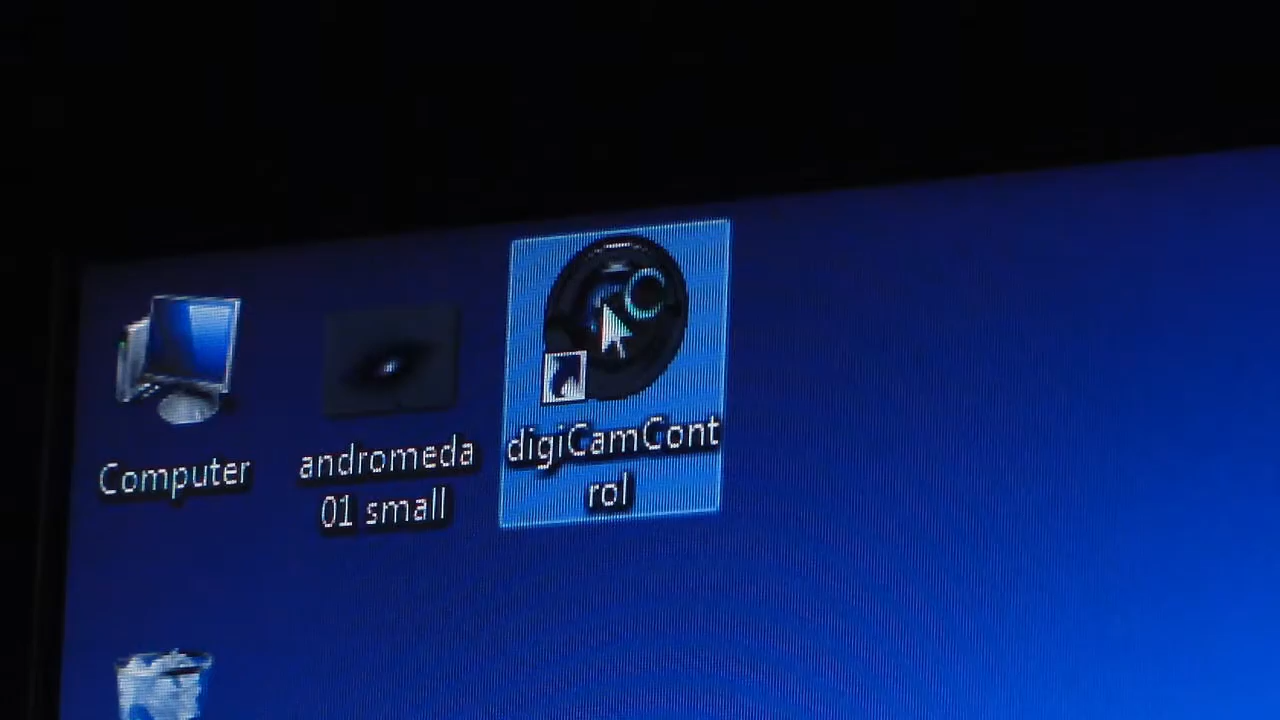 Computer
andromeda
01 small
digiCamCont
rol